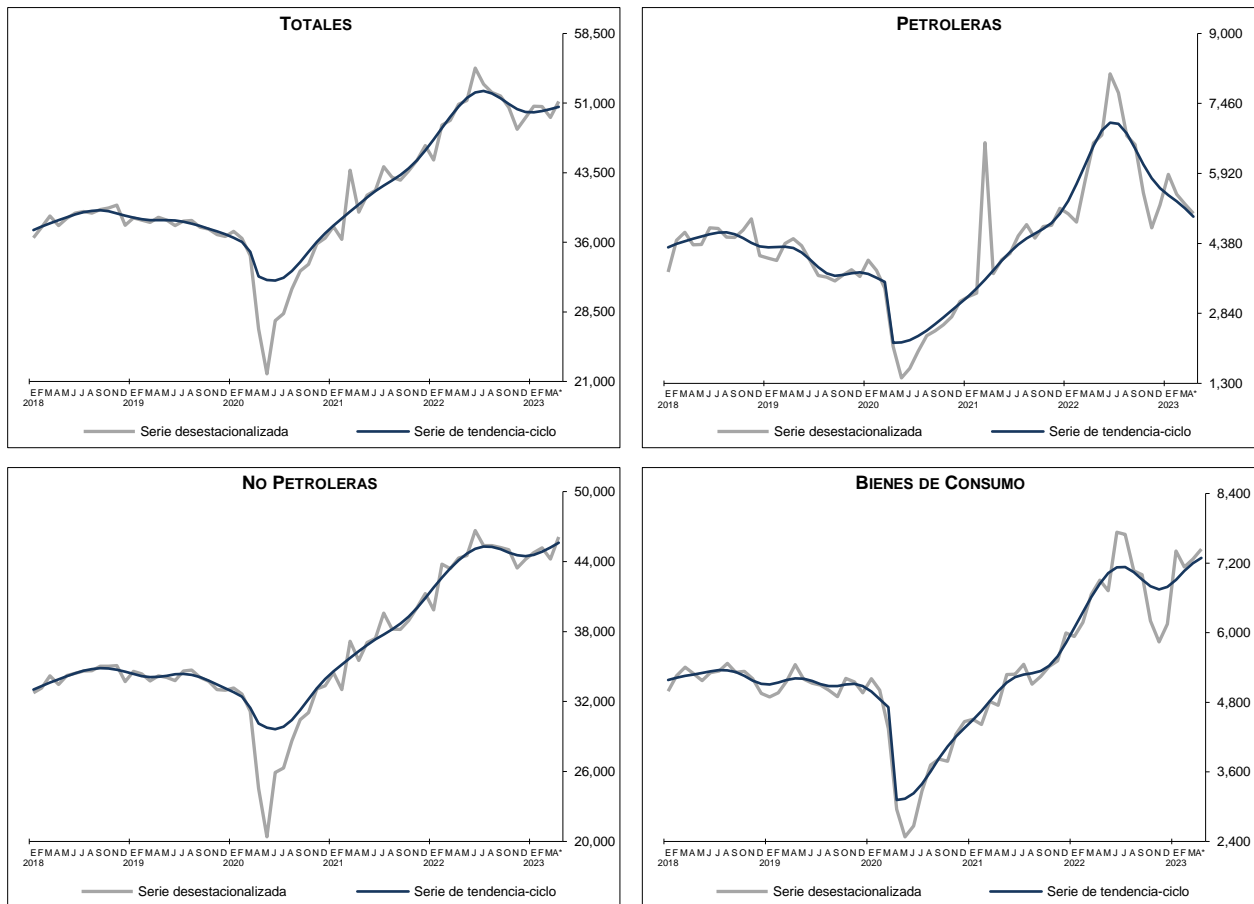 TOTALES
58,500
51,000
43,500
36,000
28,500
21,000
E F M A M J J A S O N D E F M A M J J A S O N D E F M A M J J A S O N D E F M A M J J A S O N D E F M A M J J A S O N D E F M A*
2018 2019 2020 2021 2022 2023
Serie desestacionalizada Serie de tendencia-ciclo
PETROLERAS
9,000
7,460
5,920
4,380
2,840
1,300
E F M A M J J A S O N D E F M A M J J A S O N D E F M A M J J A S O N D E F M A M J J A S O N D E F M A M J J A S O N D E F M A*
2018 2019 2020 2021 2022 2023
Serie desestacionalizada Serie de tendencia-ciclo
NO PETROLERAS
50,000
44,000
38,000
32,000
26,000
20,000
E F M A M J J A S O N D E F M A M J J A S O N D E F M A M J J A S O N D E F M A M J J A S O N D E F M A M J J A S O N D E F M A*
2018 2019 2020 2021 2022 2023
Serie desestacionalizada Serie de tendencia-ciclo
BIENES DE CONSUMO
8,400
7,200
6,000
4,800
3,600
2,400
E F M A M J J A S O N D E F M A M J J A S O N D E F M A M J J A S O N D E F M A M J J A S O N D E F M A M J J A S O N D E F M A*
2018 2019 2020 2021 2022 2023
Serie desestacionalizada Serie de tendencia-ciclo